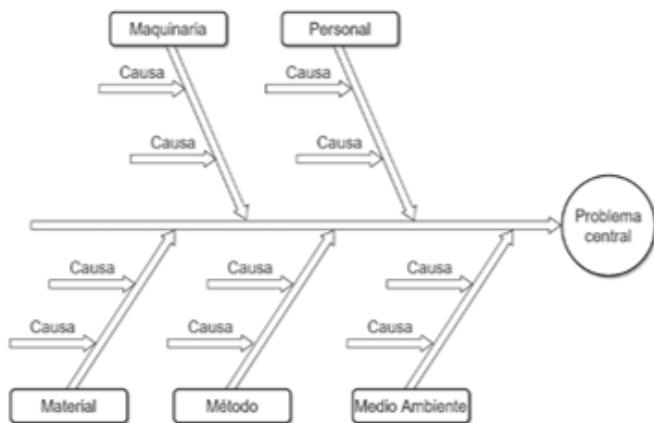 Maquinaria
Personal
Causa
Causa
Causa
Causa
Problema
central
Causa
Causa
Causa
Causa
Causa
Causa
Material
Método
Medio Ambiente